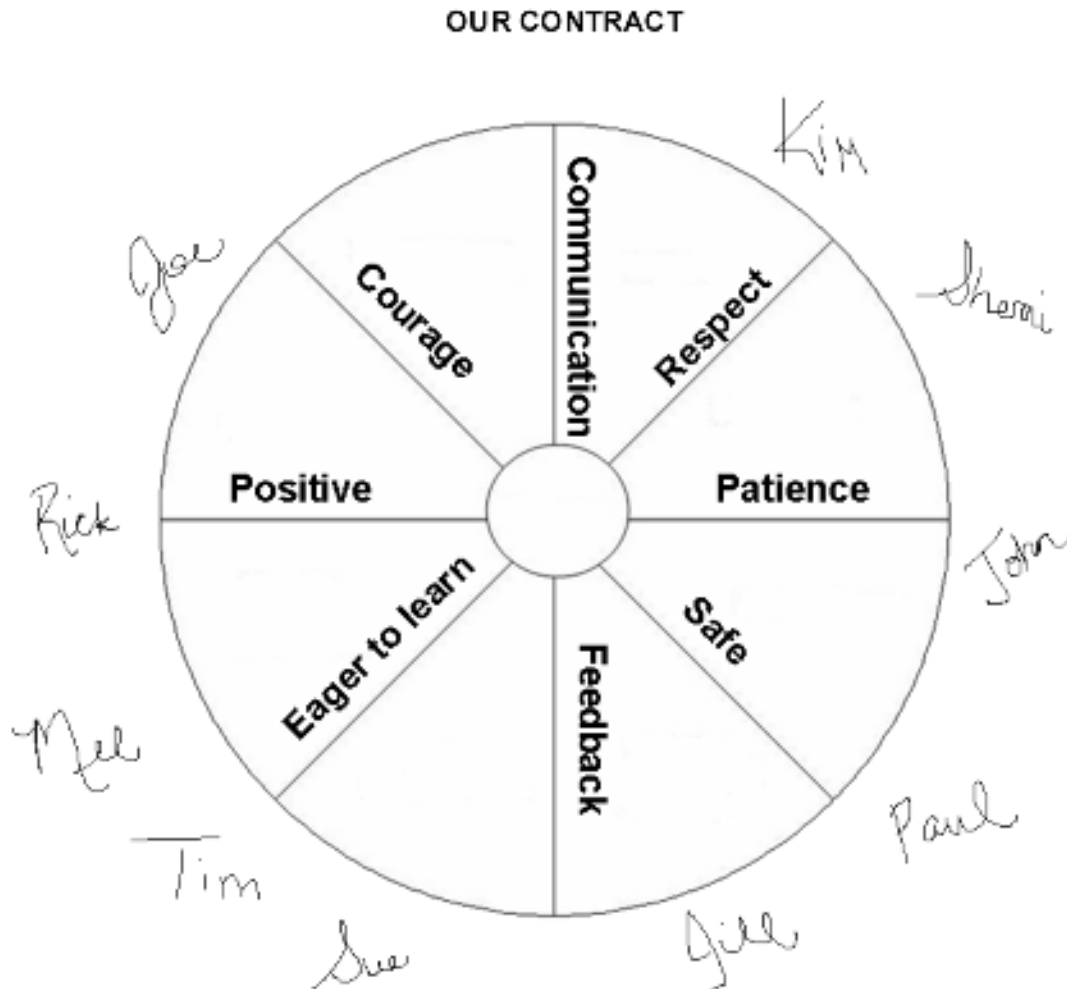 OUR CONTRACT
Kim
Sherri
John
Paul
Jill
Sue
Tim
Mel
Rick
Joe
Communication
Respect
Patience
Safe
Feedback
Eager to learn
Positive
Courage